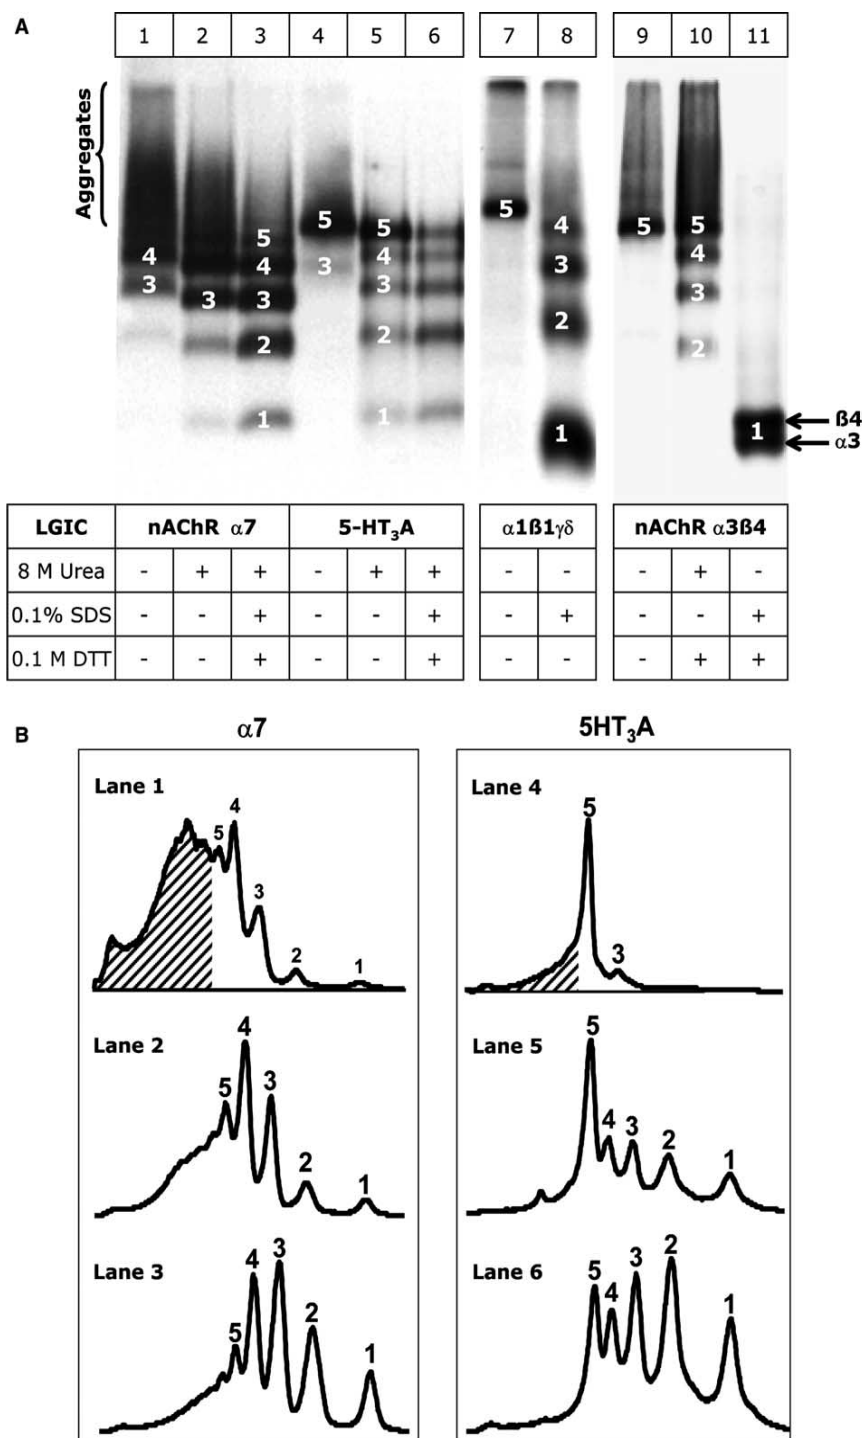 A
1 2 3 4 5 6 7 8 9 10 11
Aggregates
4 3
3
5 4 3 2 1
5 3
5 4 3 2 1
5
4 3 2 1
5
5 4 3 2
1
ß4
α3
LGIC nAChR α7 5-HT₃A α1ß1γδ nAChR α3ß4
8 M Urea - + + - + + - - - + -
0.1% SDS - - + - - + - + - - +
0.1 M DTT - - + - - + - - - + +
B
α7 5HT₃A
Lane 1
5 4 3 2 1
Lane 4
5 3
Lane 2
5 4 3 2 1
Lane 5
5 4 3 2 1
Lane 3
5 4 3 2 1
Lane 6
5 4 3 2 1